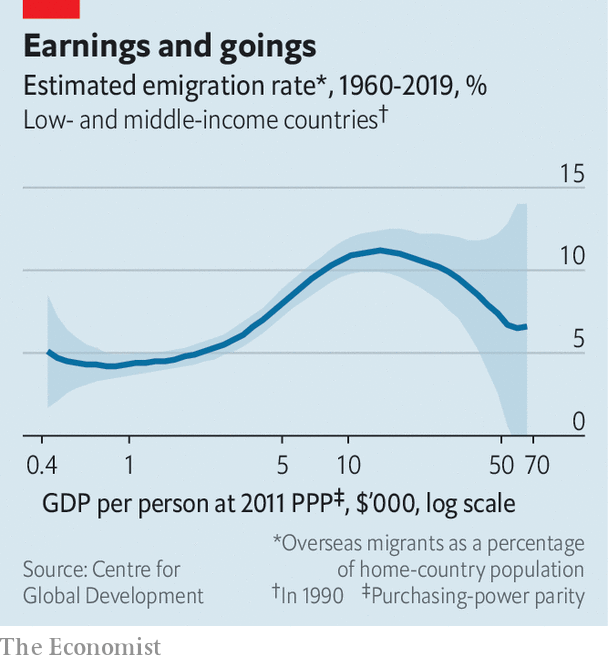 Earnings and goings
Estimated emigration rate*, 1960-2019, %
Low- and middle-income countries†
15
10
5
0
0.4 1 5 10 50 70
GDP per person at 2011 PPP‡, $’000, log scale
Source: Centre for
Global Development
*Overseas migrants as a percentage
of home-country population
†In 1990 ‡Purchasing-power parity
The Economist